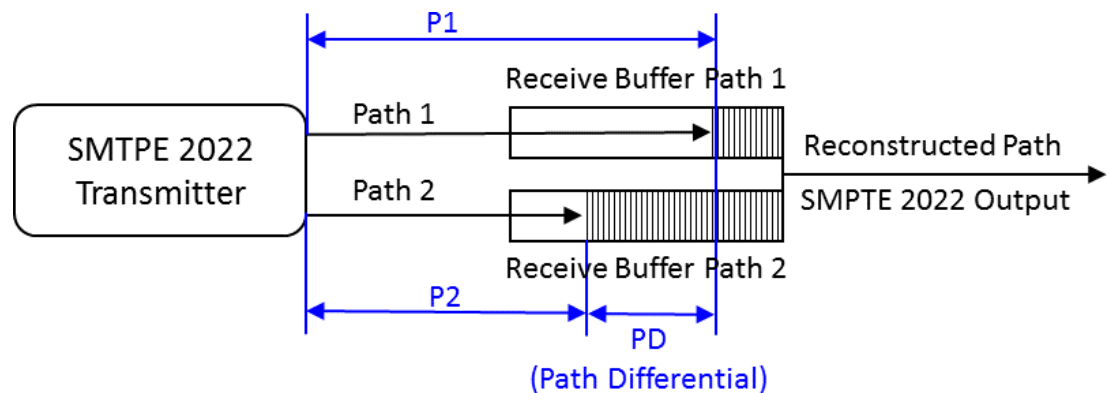 P1
Receive Buffer Path 1
Path 1
SMTPE 2022
Transmitter
Reconstructed Path
Path 2
SMPTE 2022 Output
Receive Buffer Path 2
P2
PD
(Path Differential)